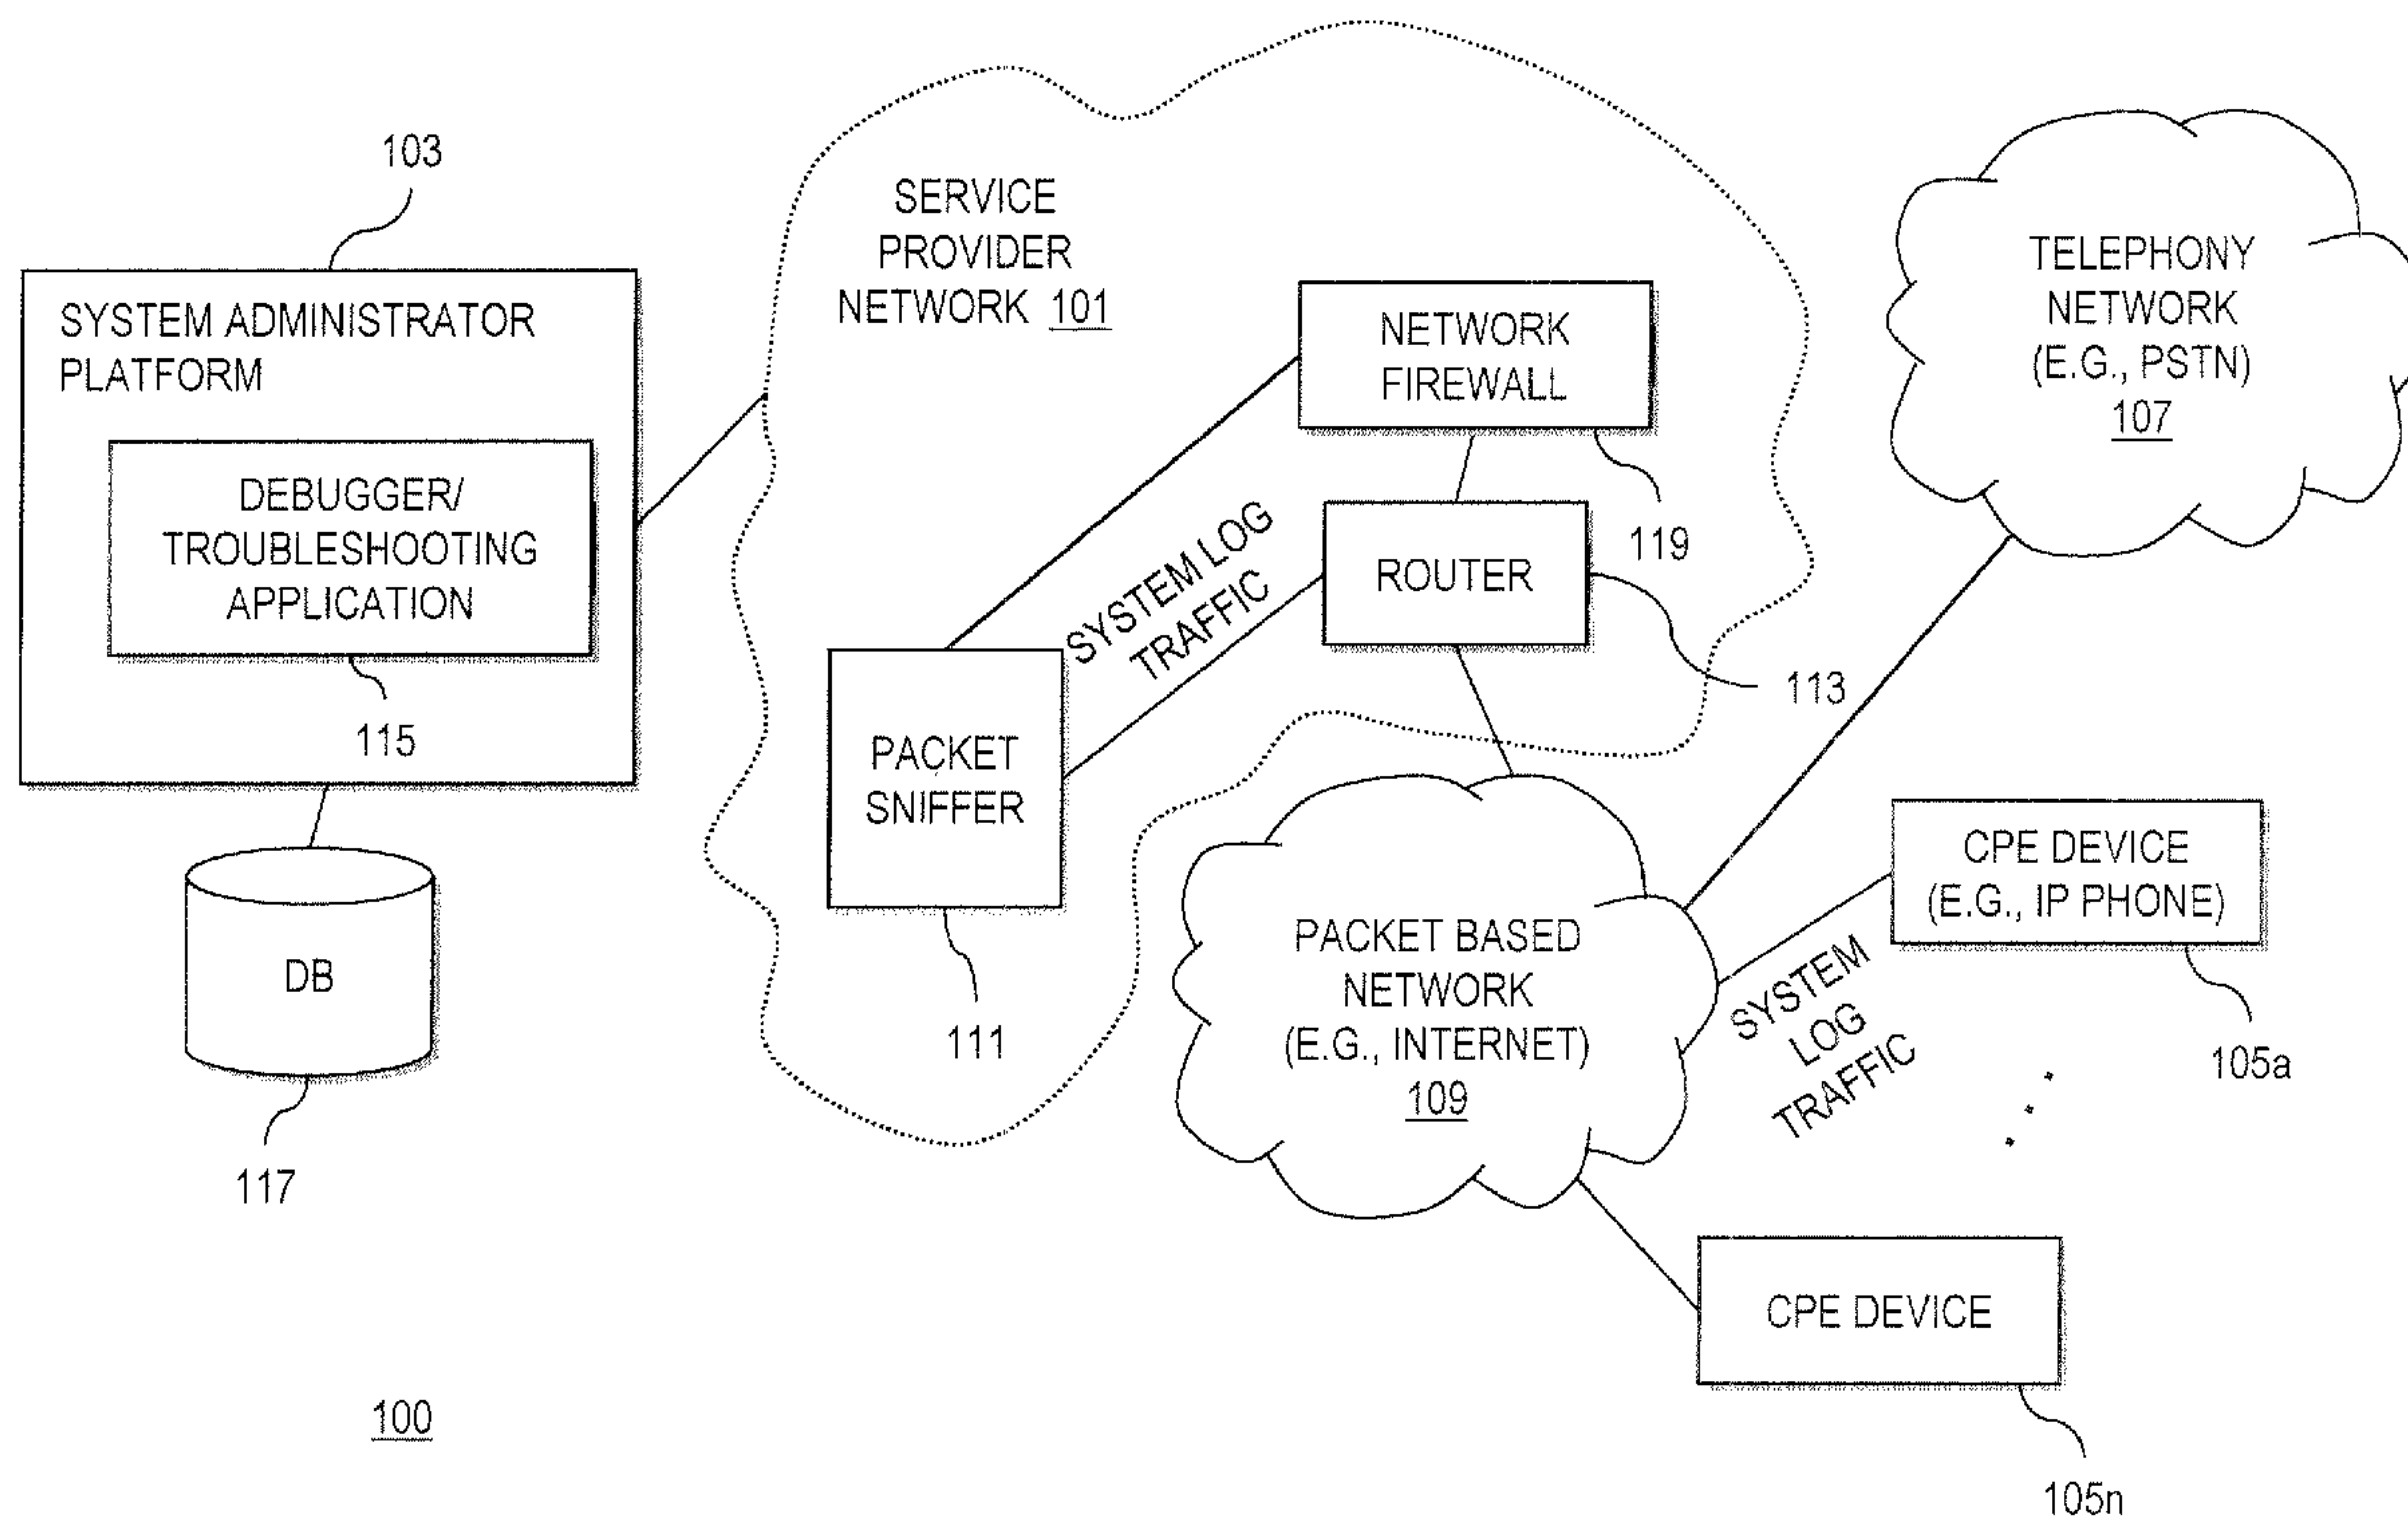 103
SYSTEM ADMINISTRATOR
PLATFORM
DEBUGGER/
TROUBLESHOOTING
APPLICATION
115
DB
117
100
SERVICE
PROVIDER
NETWORK 101
NETWORK
FIREWALL
119
ROUTER
113
SYSTEM LOG
TRAFFIC
PACKET
SNIFFER
111
TELEPHONY
NETWORK
(E.G., PSTN)
107
PACKET BASED
NETWORK
(E.G., INTERNET)
109
SYSTEM
LOG
TRAFFIC
CPE DEVICE
(E.G., IP PHONE)
105a
CPE DEVICE
105n